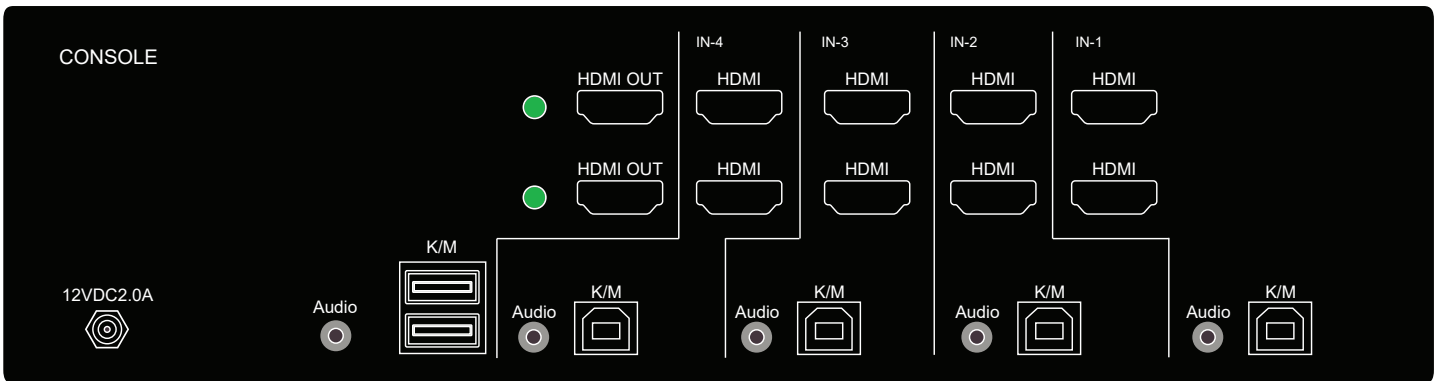 IN-4 IN-3 IN-2 IN-1
CONSOLE
HDMI OUT HDMI HDMI HDMI HDMI
HDMI OUT HDMI HDMI HDMI HDMI
K/M
12VDC2.0A
K/M K/M K/M K/M
Audio
Audio Audio Audio Audio